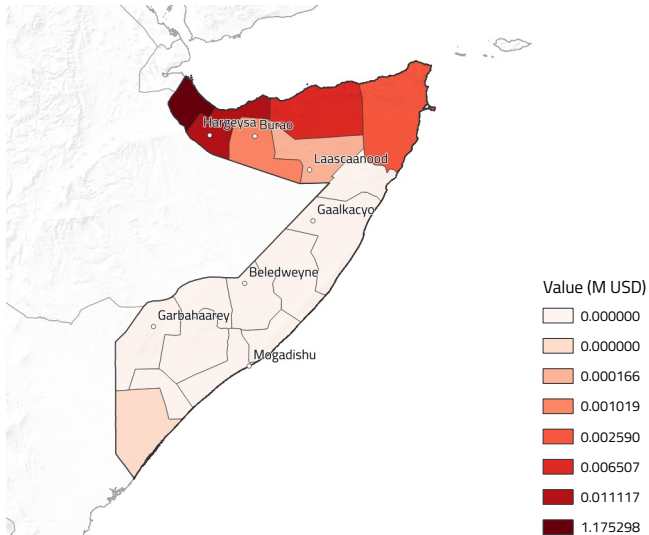 Hargeysa
Burao
Laascaanood
Gaalkacyo
Beledweyne
Garbahaarey
Mogadishu
Value (M USD)
0.000000
0.000000
0.000166
0.001019
0.002590
0.006507
0.011117
1.175298